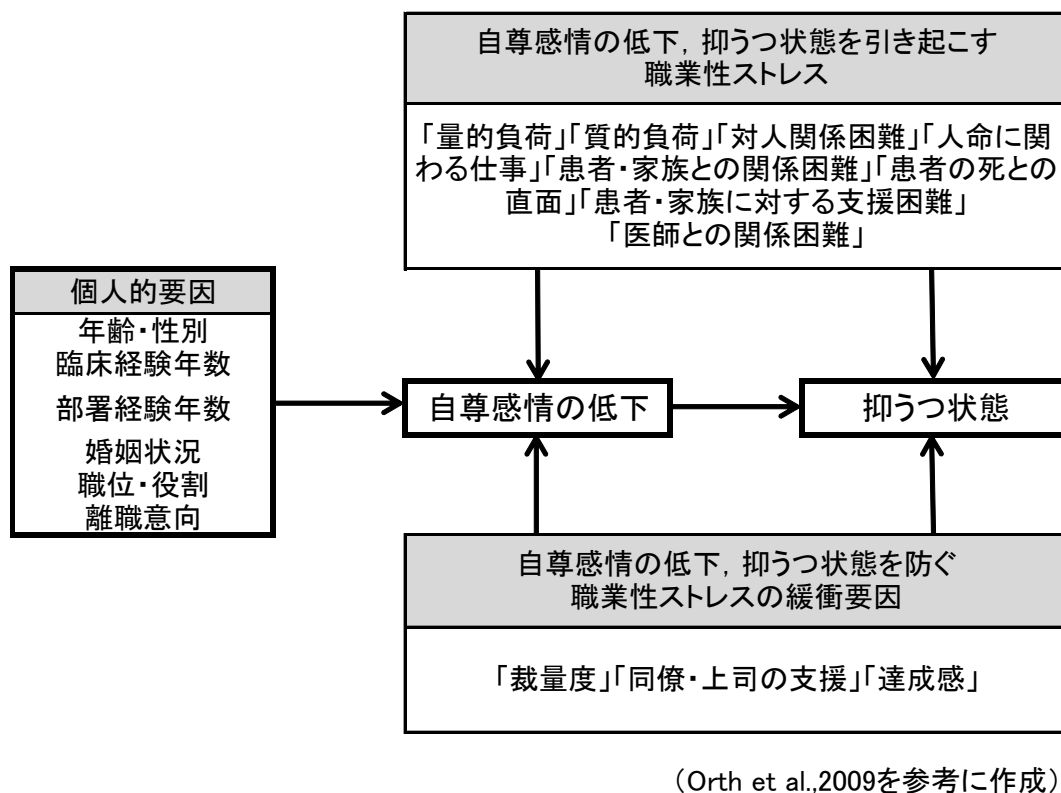 自尊感情の低下，抑うつ状態を引き起こす
職業性ストレス
「量的負荷」「質的負荷」「対人関係困難」「人命に関
わる仕事」「患者・家族との関係困難」「患者の死との
直面」「患者・家族に対する支援困難」
「医師との関係困難」
個人的要因
年齢・性別
臨床経験年数
部署経験年数
婚姻状況
職位・役割
離職意向
自尊感情の低下
抑うつ状態
自尊感情の低下，抑うつ状態を防ぐ
職業性ストレスの緩衝要因
「裁量度」「同僚・上司の支援」「達成感」
（Orth et al.,2009を参考に作成）